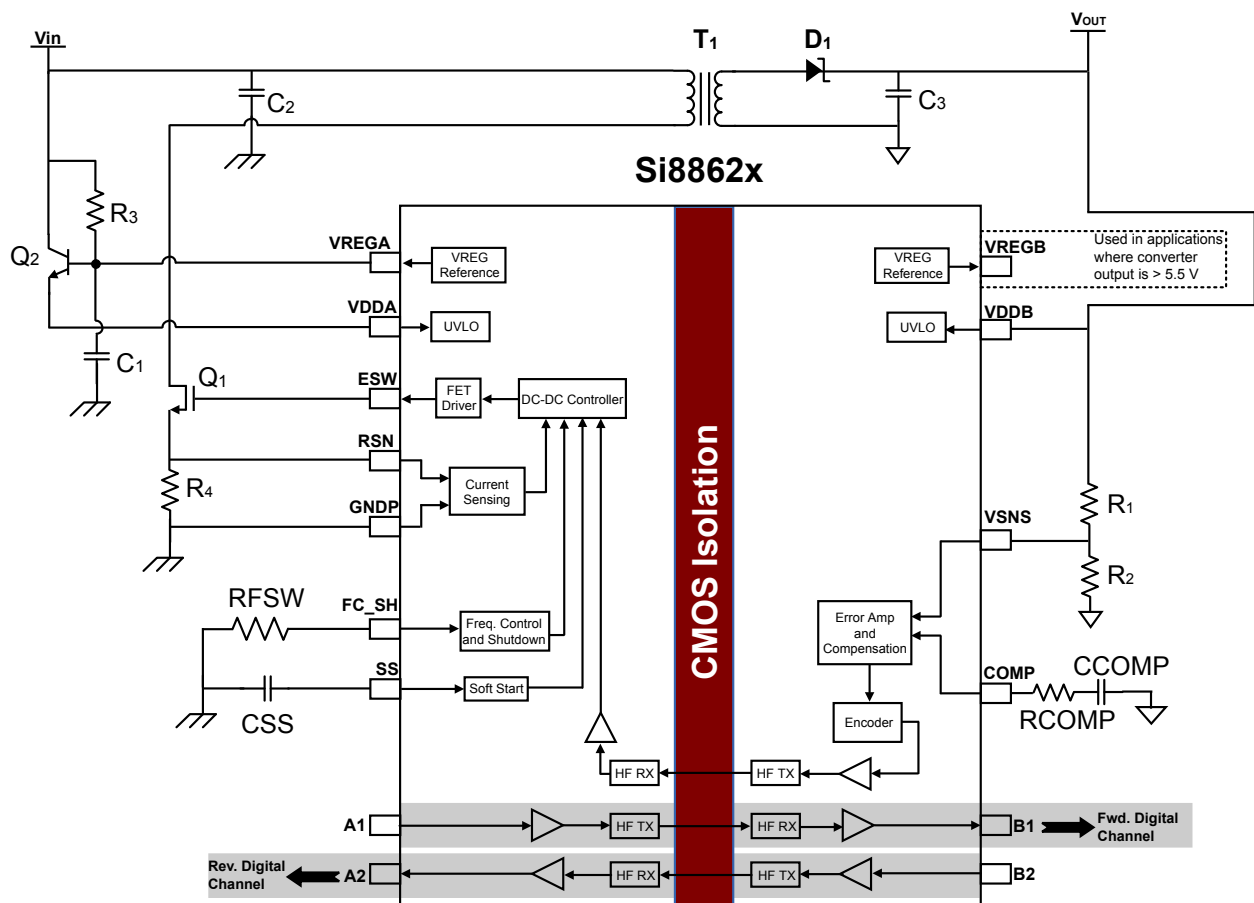 Vin
T1
D1
VOUT
C2
C3
Si8862x
R3
Q2
VREGA
VREG
Reference
VREG
Reference
VREGB
Used in applications
where converter
output is > 5.5 V
VDDA
UVLO
UVLO
VDDB
C1
Q1
ESW
FET
Driver
DC-DC Controller
RSN
R4
Current
Sensing
GNDP
CMOS Isolation
VSNS
R1
R2
RFSW
FC_SH
Freq. Control
and Shutdown
Error Amp
and
Compensation
SS
Soft Start
CSS
COMP
CCOMP
RCOMP
Encoder
HF RX
HF TX
A1
HF TX
HF RX
B1
Fwd. Digital
Channel
Rev. Digital
Channel
A2
HF RX
HF TX
B2